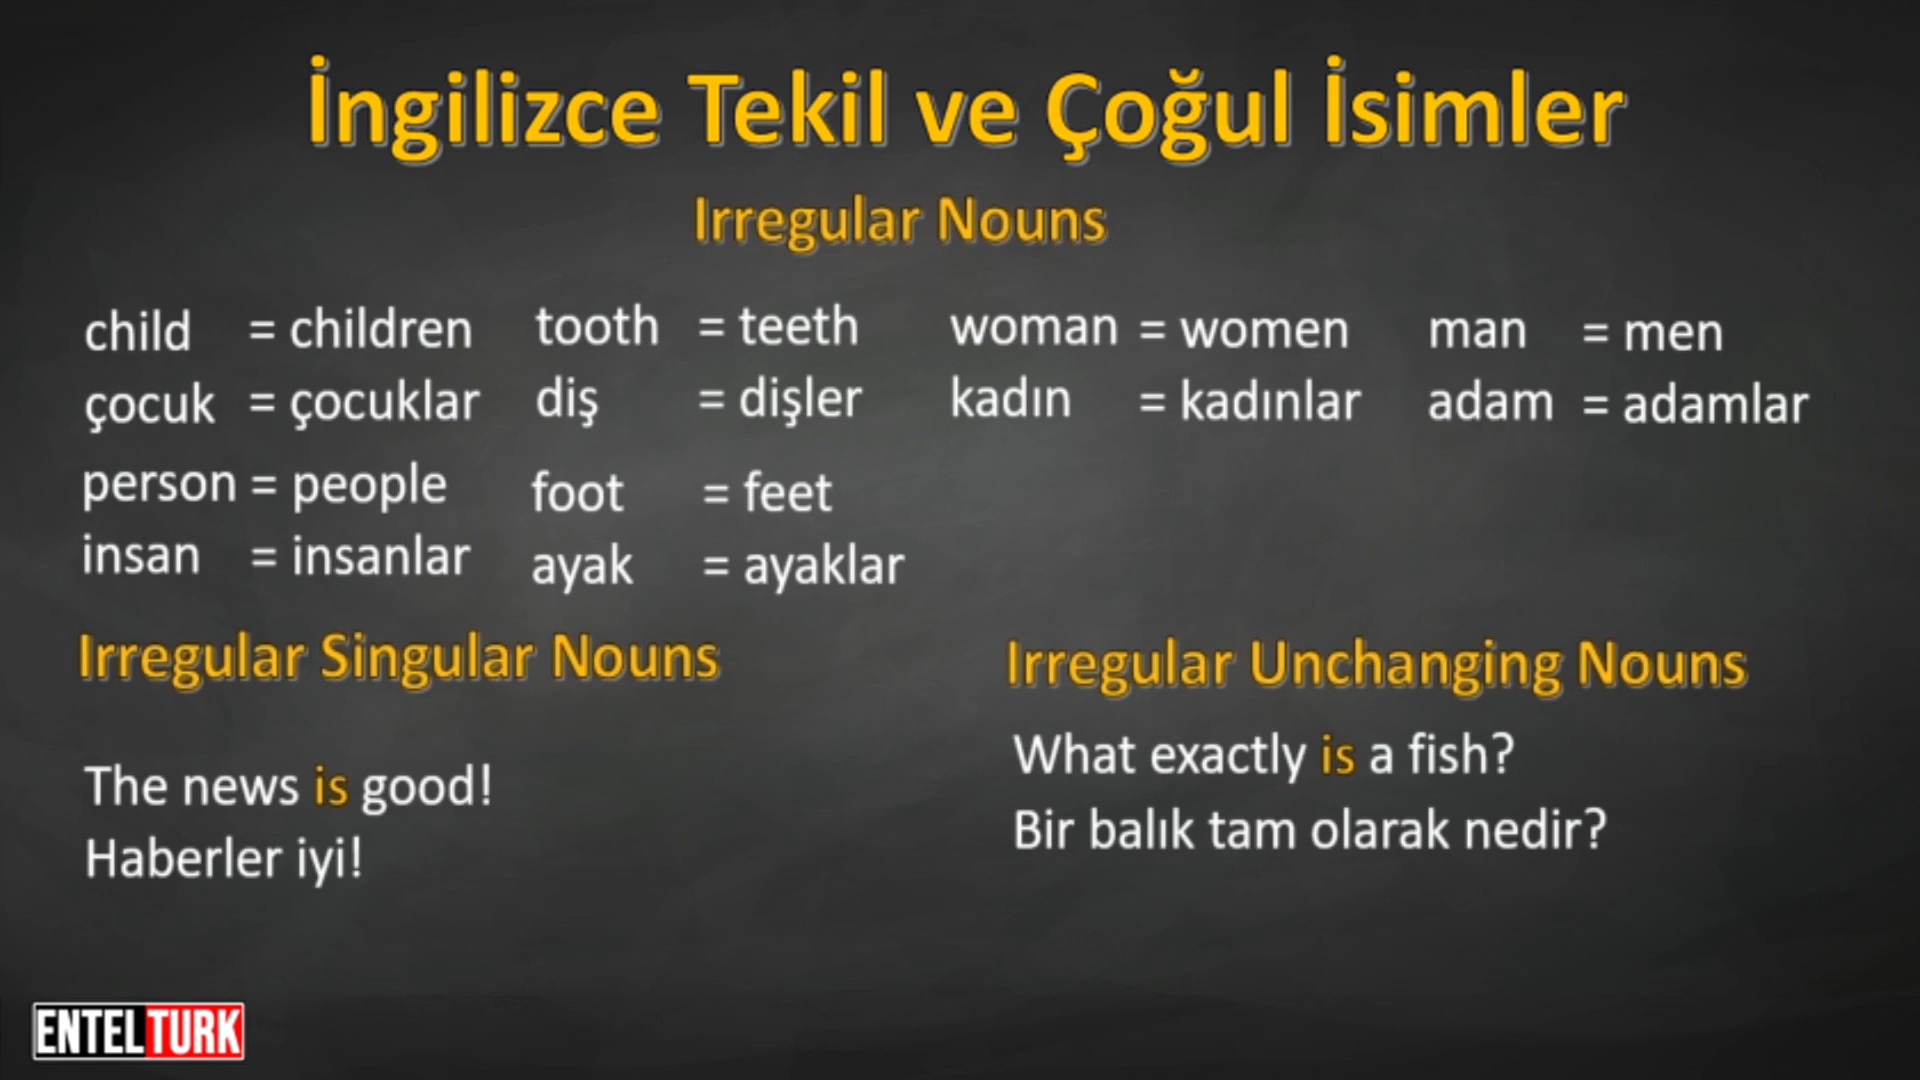 İngilizce Tekil ve Çoğul İsimler
Irregular Nouns
child = children tooth = teeth woman = women man = men
çocuk = çocuklar diş = dişler kadın = kadınlar adam = adamlar
person = people foot = feet
insan = insanlar ayak = ayaklar
Irregular Singular Nouns
The news is good!
Haberler iyi!
Irregular Unchanging Nouns
What exactly is a fish?
Bir balık tam olarak nedir?
ENTELTURK